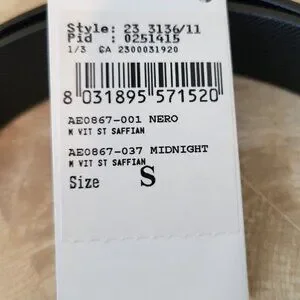 Style: 23 3136/11
Pid : 0251415
1/3 GA 2300031920
8 031895 571520
AE0867-001 NERO
M VIT ST SAFFIAN
AE0867-037 MIDNIGHT
M VIT ST SAFFIAN
Size S